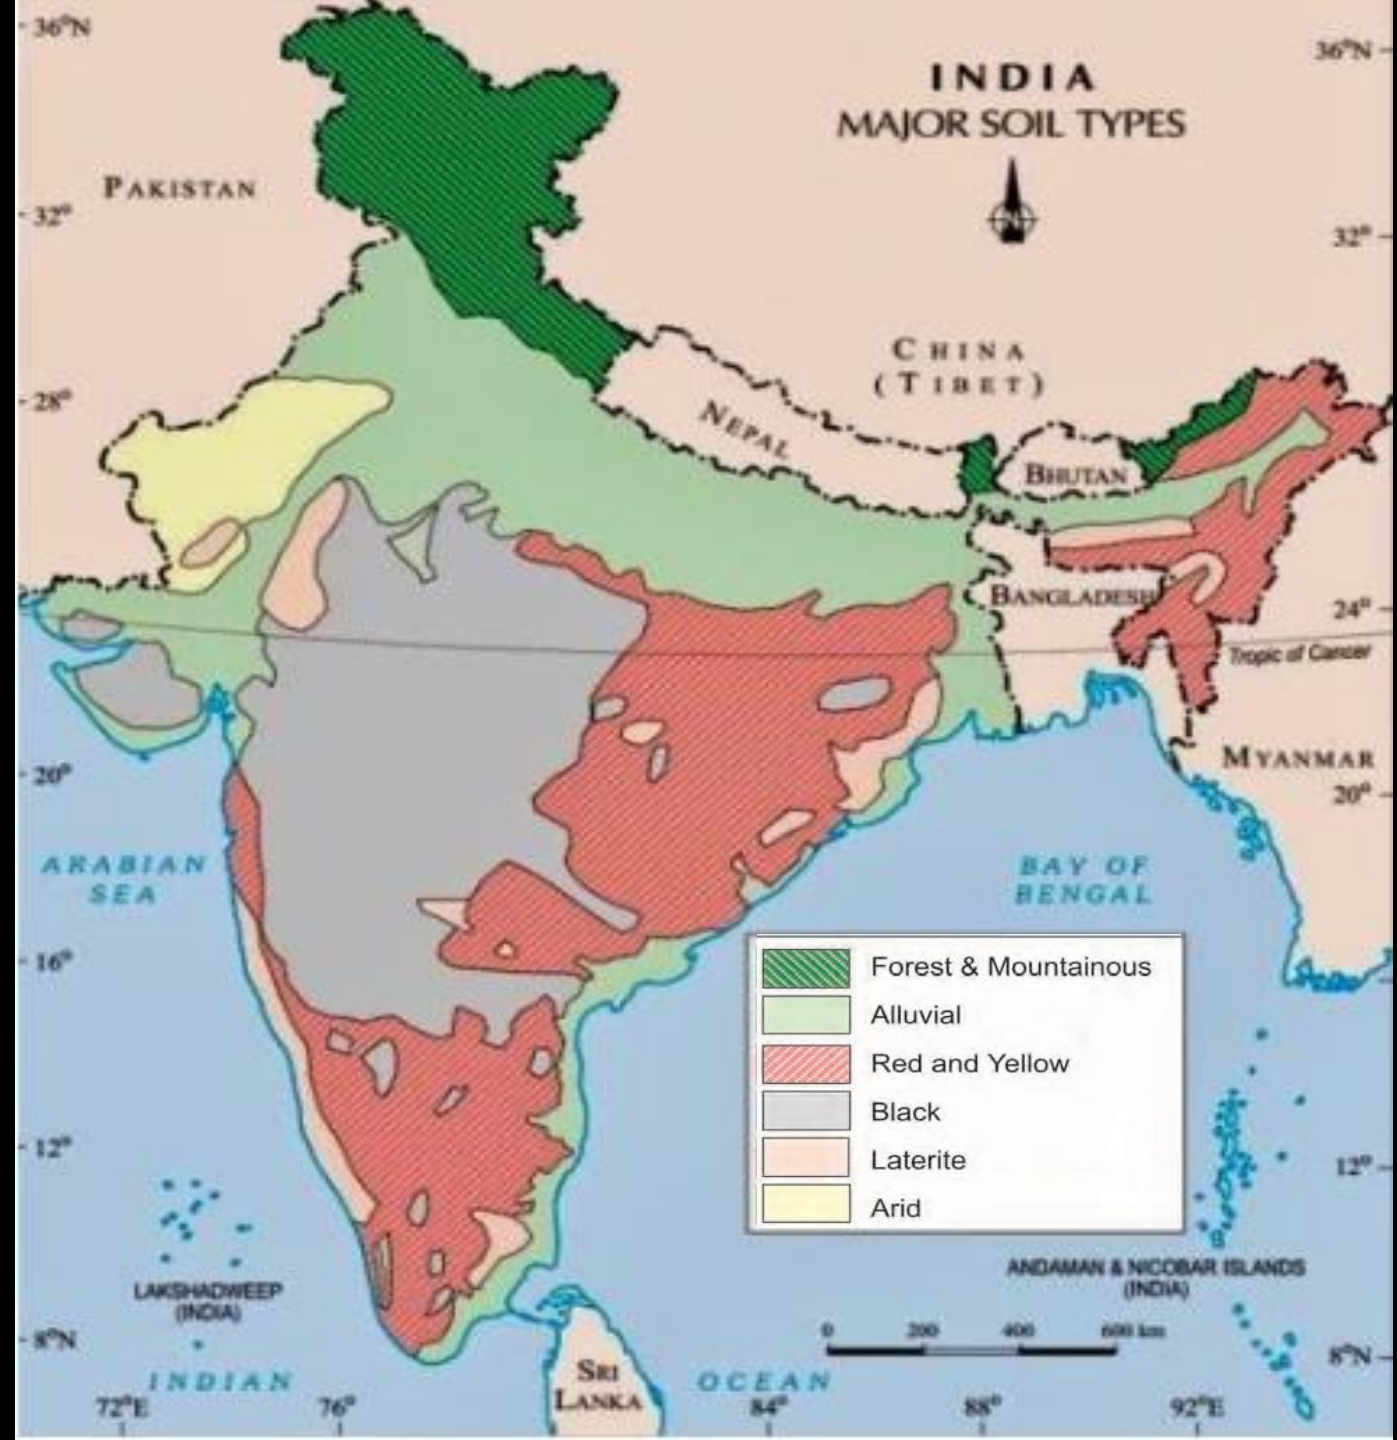 INDIA
MAJOR SOIL TYPES
N
36°N
36°N
PAKISTAN
32°
32°
CHINA
(TIBET)
28°
NEPAL
BHUTAN
BANGLADESH
24°
Tropic of Cancer
MYANMAR
20°
20°
ARABIAN
SEA
BAY OF
BENGAL
16°
Forest & Mountainous
Alluvial
Red and Yellow
Black
Laterite
Arid
12°
12°
LAKSHADWEEP
(INDIA)
ANDAMAN & NICOBAR ISLANDS
(INDIA)
0 200 400 600 km
8°N
8°N
SRI
LANKA
INDIAN OCEAN
72°E 76° 84° 88° 92°E